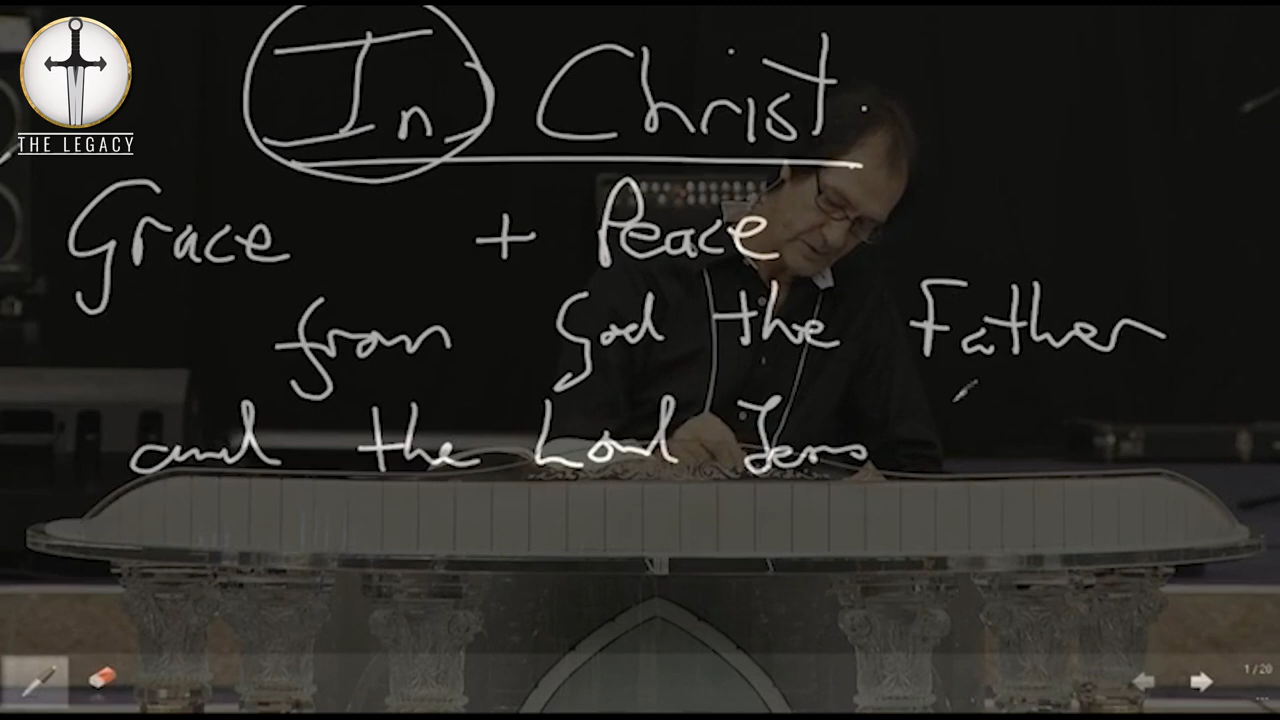 THE LEGACY
In Christ
Grace + Peace
from God the Father
and the Lord Jesus
1/20